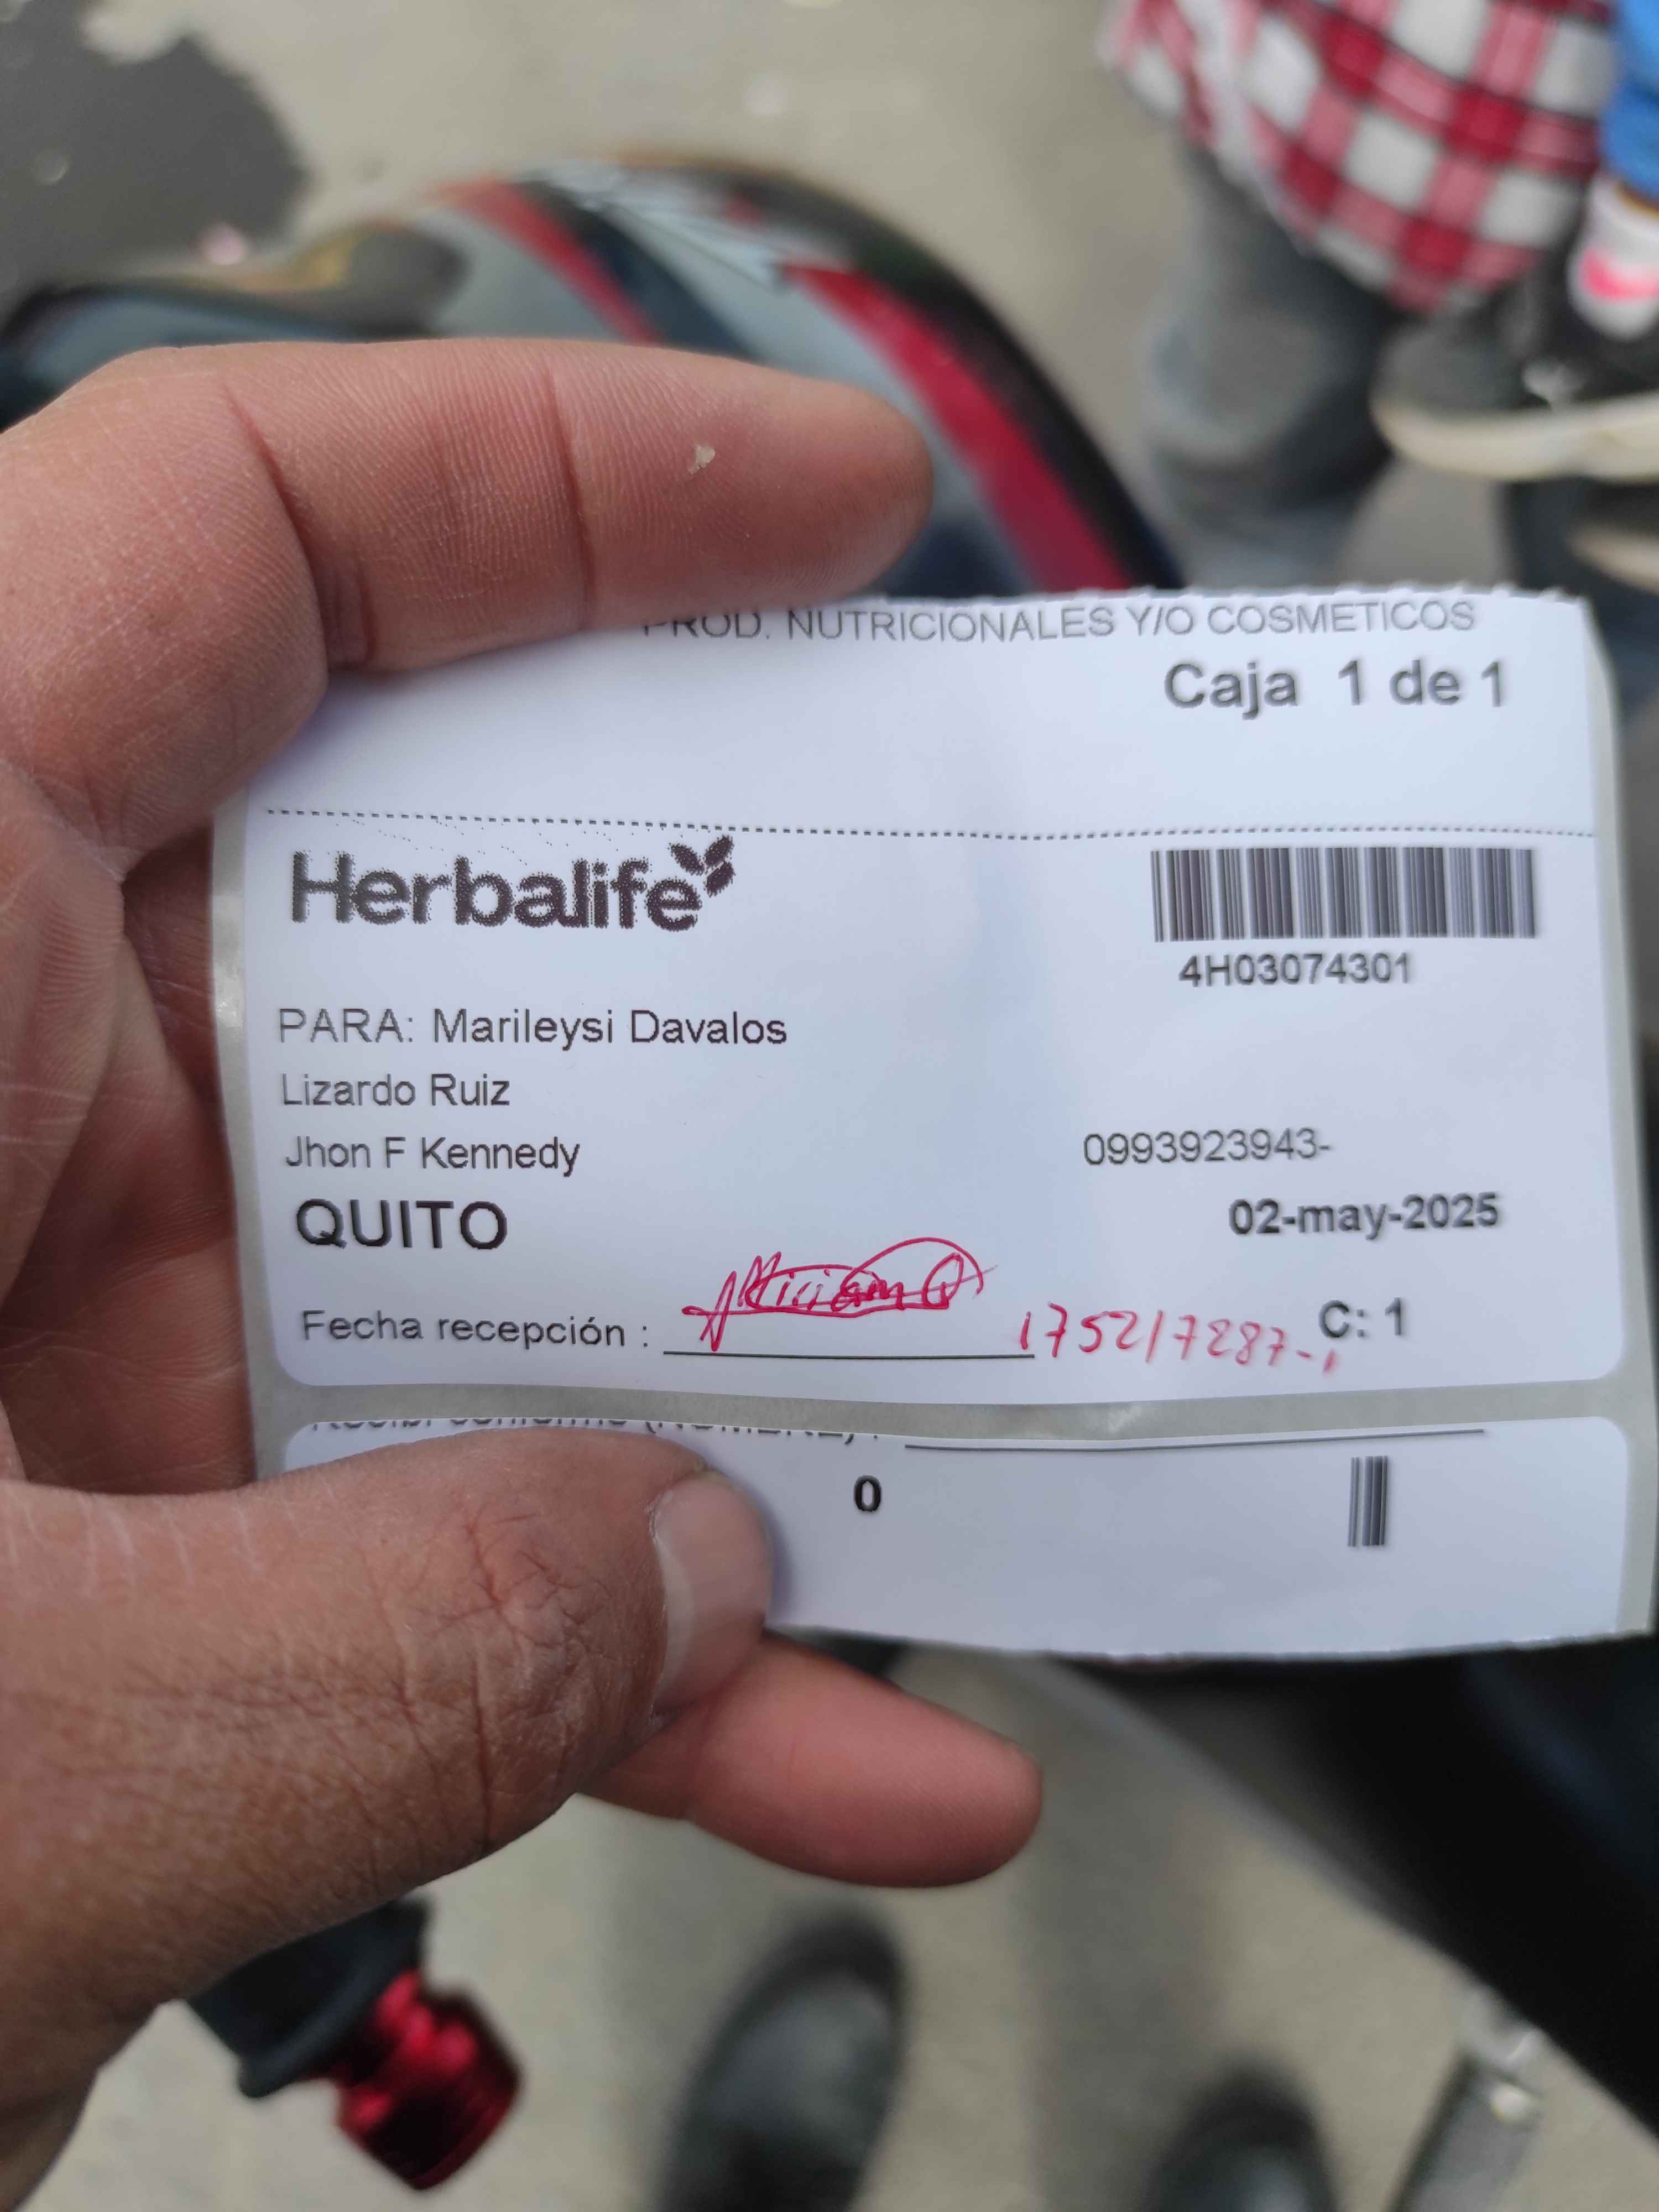 PROD. NUTRICIONALES Y/O COSMETICOS
Caja 1 de 1
Herbalife
4H03074301
PARA: Marileysi Davalos
Lizardo Ruiz
Jhon F Kennedy 0993923943-
QUITO 02-may-2025
Fecha recepción : 175217287-, C: 1
0